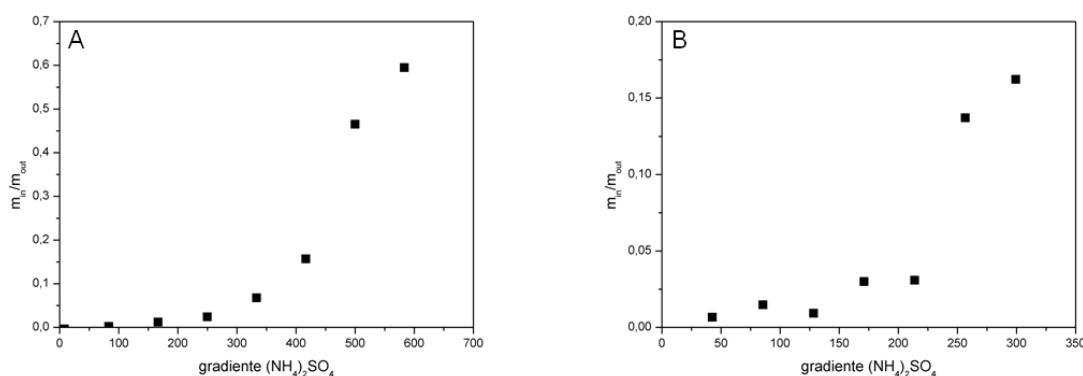 A
0,7
0,6
0,5
0,4
0,3
0,2
0,1
0,0
m_in/m_out
0 100 200 300 400 500 600 700
gradiente (NH₄)₂SO₄
B
0,20
0,15
0,10
0,05
0,00
m_in/m_out
0 50 100 150 200 250 300 350
gradiente (NH₄)₂SO₄